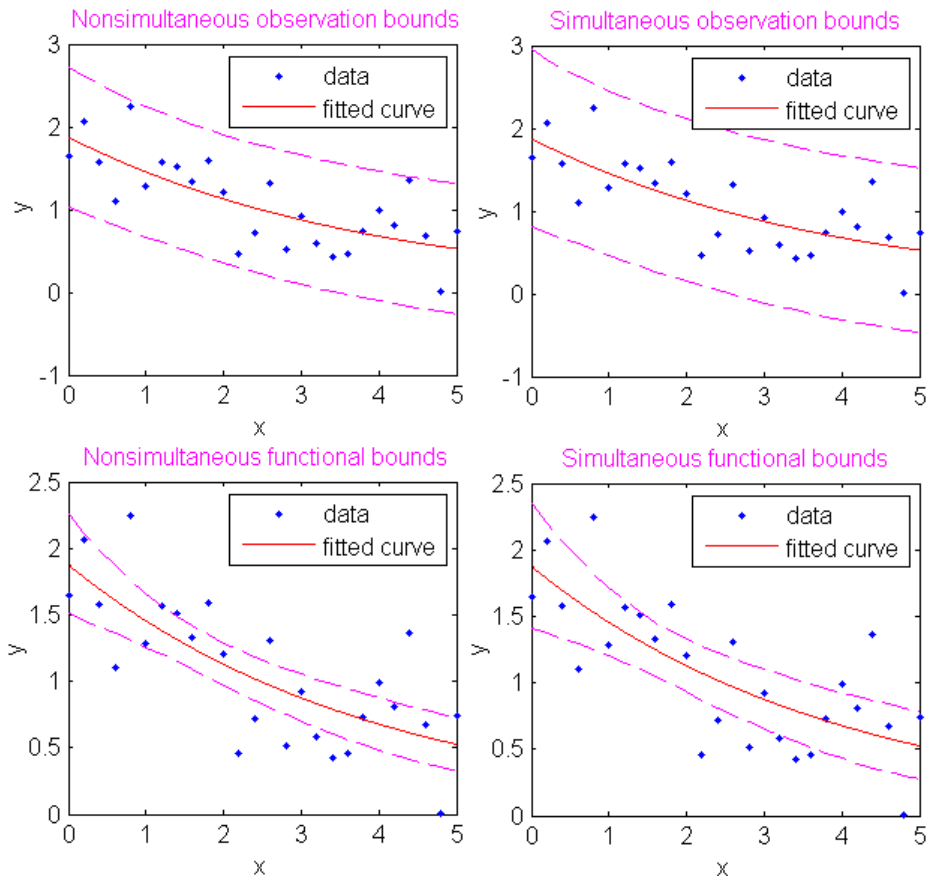 Nonsimultaneous observation bounds
3
2
1
0
-1
y
data
fitted curve
0 1 2 3 4 5
x
Simultaneous observation bounds
3
2
1
0
-1
y
data
fitted curve
0 1 2 3 4 5
x
Nonsimultaneous functional bounds
2.5
2
1.5
1
0.5
0
y
data
fitted curve
0 1 2 3 4 5
x
Simultaneous functional bounds
2.5
2
1.5
1
0.5
0
y
data
fitted curve
0 1 2 3 4 5
x